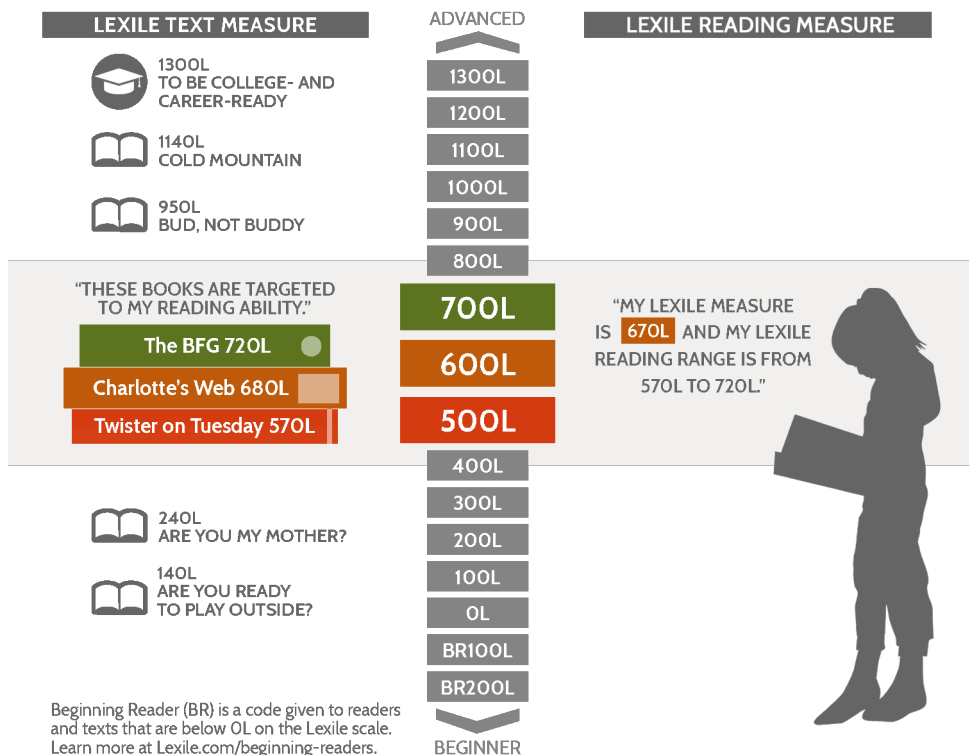 LEXILE TEXT MEASURE
1300L
TO BE COLLEGE- AND
CAREER-READY
1140L
COLD MOUNTAIN
950L
BUD, NOT BUDDY
“THESE BOOKS ARE TARGETED
TO MY READING ABILITY.”
The BFG 720L
Charlotte’s Web 680L
Twister on Tuesday 570L
240L
ARE YOU MY MOTHER?
140L
ARE YOU READY
TO PLAY OUTSIDE?
Beginning Reader (BR) is a code given to readers
and texts that are below 0L on the Lexile scale.
Learn more at Lexile.com/beginning-readers.
ADVANCED
1300L
1200L
1100L
1000L
900L
800L
700L
600L
500L
400L
300L
200L
100L
0L
BR100L
BR200L
BEGINNER
LEXILE READING MEASURE
“MY LEXILE MEASURE
IS 670L AND MY LEXILE
READING RANGE IS FROM
570L TO 720L.”